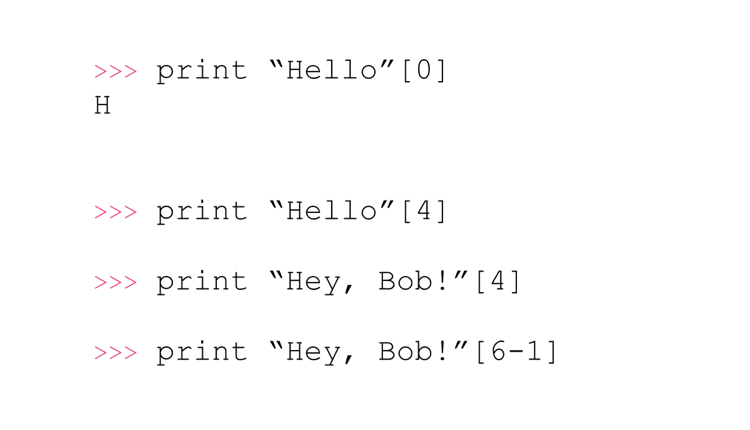 >>> print “Hello”[0]
H
>>> print “Hello”[4]
>>> print “Hey, Bob!”[4]
>>> print “Hey, Bob!”[6-1]